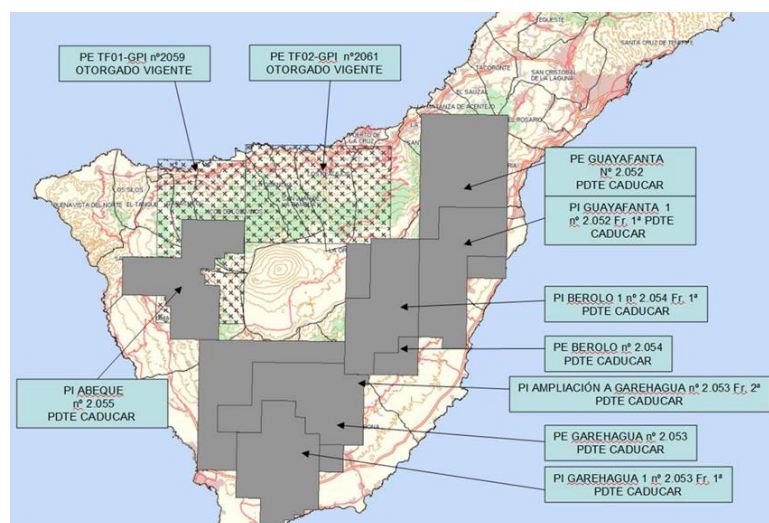 PE TF01-GPI nº2059
OTORGADO VIGENTE
PE TF02-GPI nº2061
OTORGADO VIGENTE
TEGUESTE
SANTA CRUZ DE TENERIFE
TACORONTE
SAN CRISTOBAL
DE LA LAGUNA
EL SAUZAL
LA MATANZA DE ACENTEJO
EL ROSARIO
PUERTO DE
LA CRUZ
LOS SILOS
BUENAVISTA DEL NORTE
EL TANQUE
PE GUAYAFANTA
Nº 2.052
PDTE CADUCAR
PI GUAYAFANTA 1
nº 2.052 Fr, 1ª PDTE
CADUCAR
PI BEROLO 1 nº 2.054 Fr, 1ª
PDTE CADUCAR
PE BEROLO nº 2.054
PDTE CADUCAR
PI ABEQUE
nº 2.055
PDTE CADUCAR
PI AMPLIACIÓN A GAREHAGUA nº 2.053 Fr, 2ª
PDTE CADUCAR
PE GAREHAGUA nº 2.053
PDTE CADUCAR
PI GAREHAGUA 1 nº 2.053 Fr, 1ª
PDTE CADUCAR